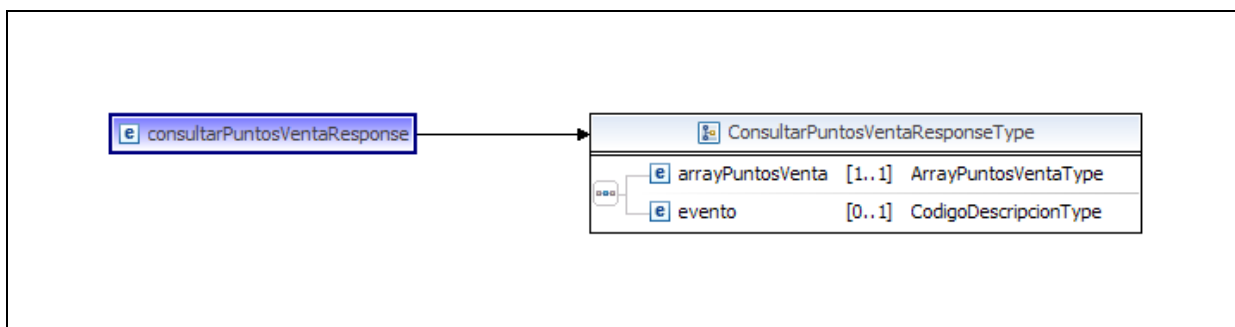 e consultarPuntosVentaResponse
ConsultarPuntosVentaResponseType
e arrayPuntosVenta [1..1] ArrayPuntosVentaType
e evento [0..1] CodigoDescripcionType